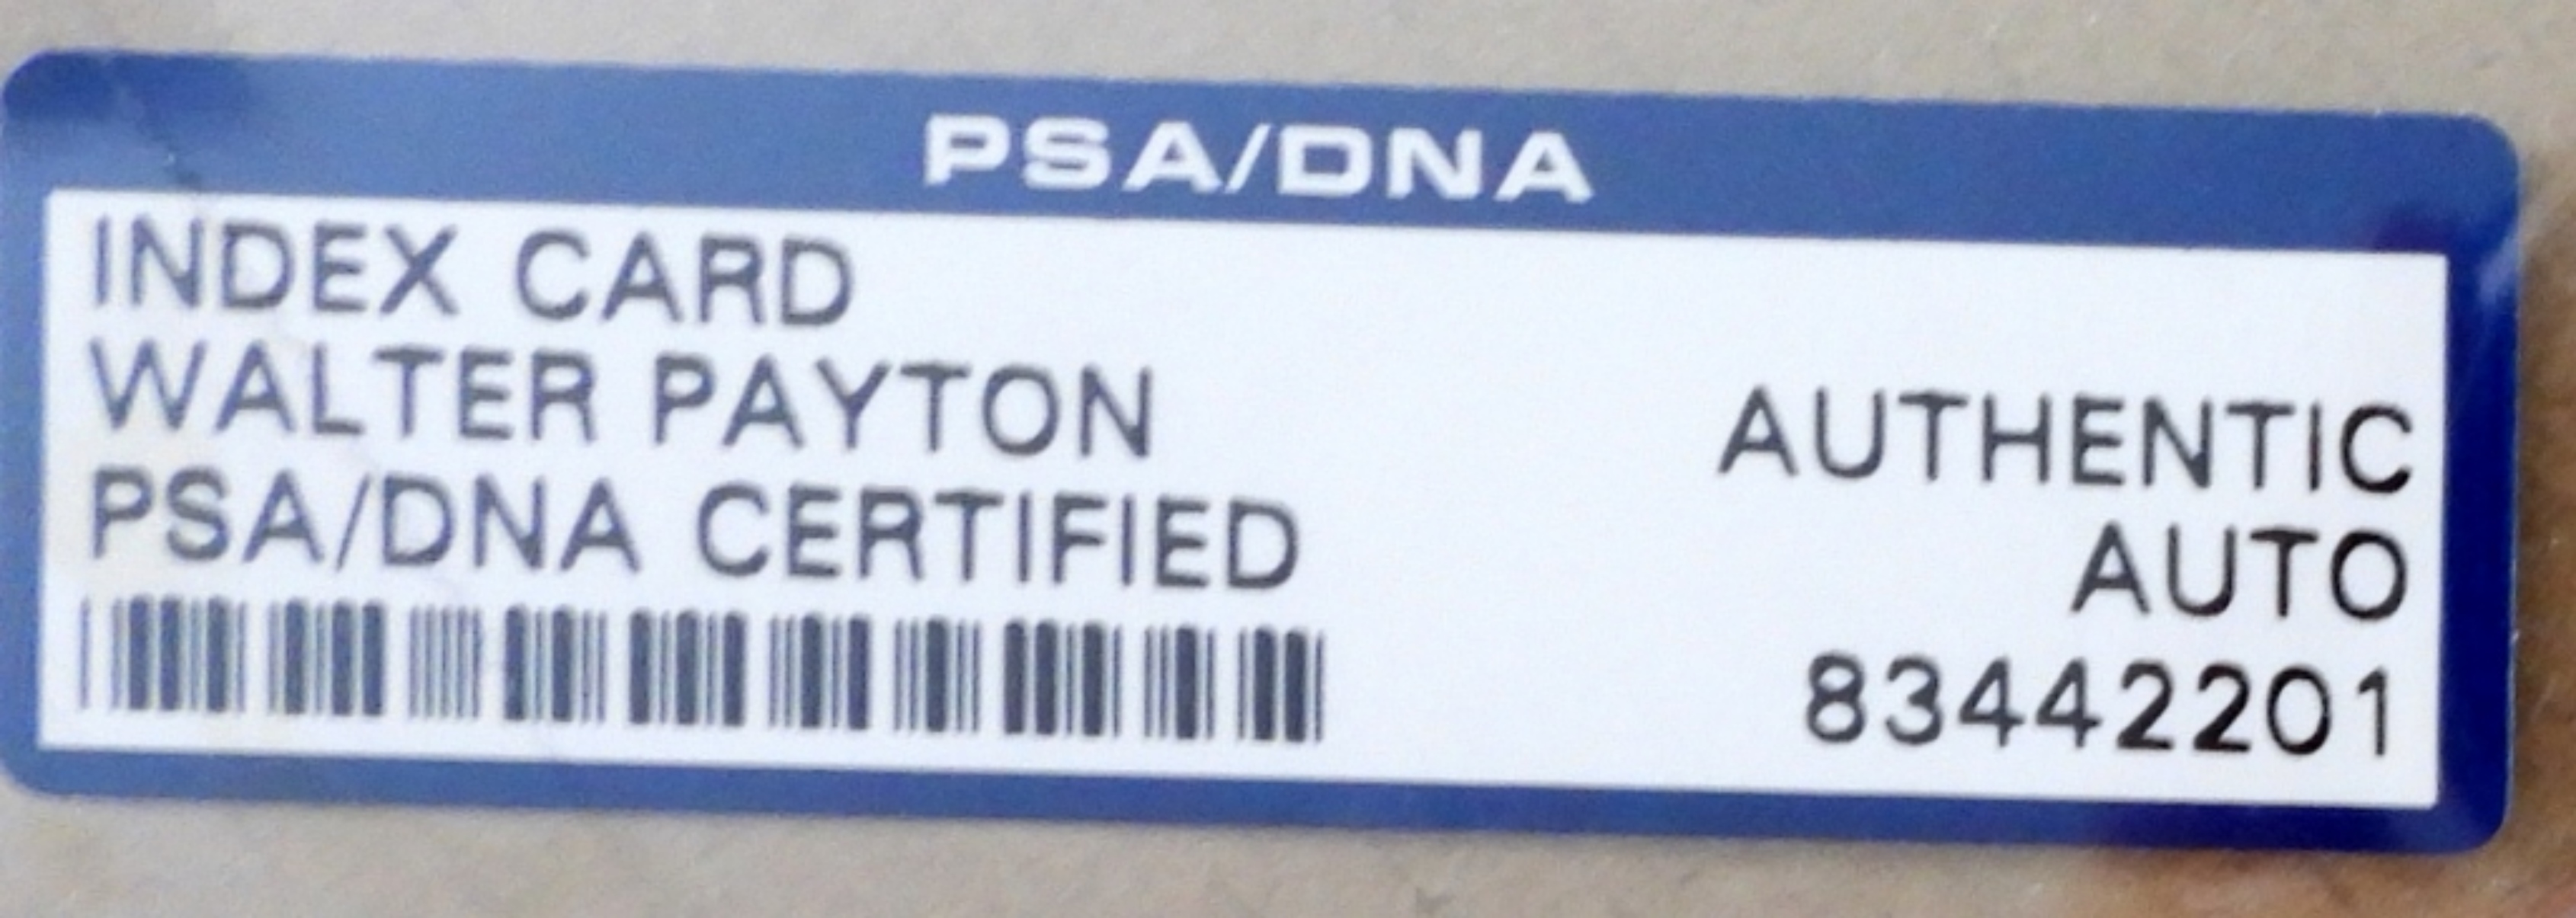 PSA/DNA
INDEX CARD
WALTER PAYTON
PSA/DNA CERTIFIED
AUTHENTIC
AUTO
83442201